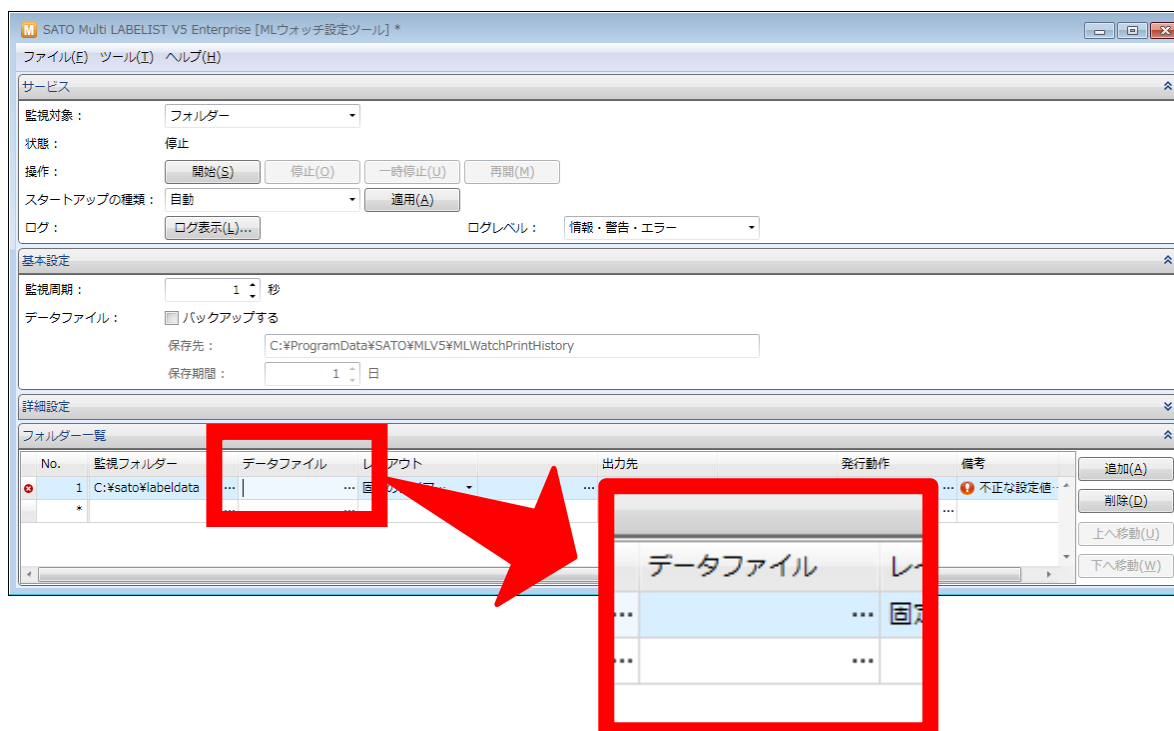 SATO Multi LABELIST V5 Enterprise [MLウォッチ設定ツール] *
ファイル(F) ツール(T) ヘルプ(H)
サービス
監視対象： フォルダー
状態： 停止
操作： 開始(S) 停止(O) 一時停止(U) 再開(M)
スタートアップの種類： 自動 適用(A)
ログ： ログ表示(L)... ログレベル： 情報・警告・エラー
基本設定
監視周期： 1 秒
データファイル： バックアップする
保存先： C:¥ProgramData¥SATO¥MLV5¥MLWatchPrintHistory
保存期間： 1 日
詳細設定
フォルダー一覧
No. 監視フォルダー データファイル 出力先 発行動作 備考 追加(A)
1 C:¥sato¥labeldata ... ... ... ... 不正な設定値...
* ... ... ... 削除(D)
上へ移動(U)
下へ移動(W)
データファイル レイ
... ... 固定
... ...